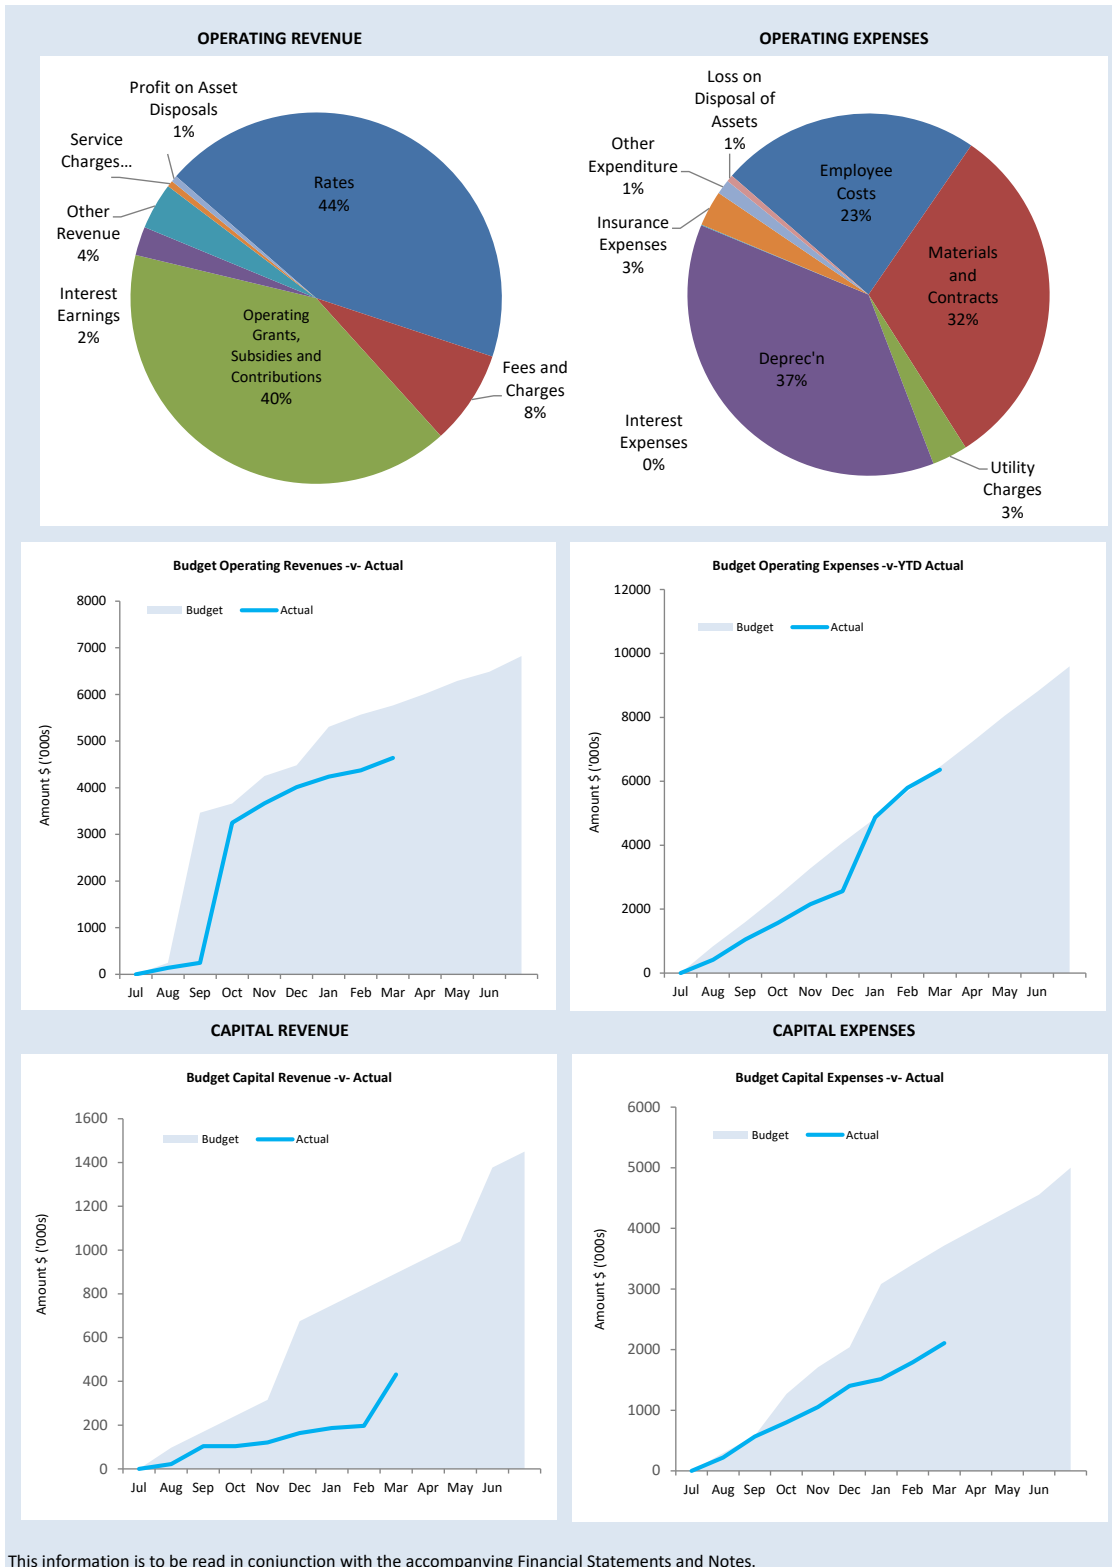 OPERATING REVENUE
OPERATING EXPENSES
Profit on Asset
Disposals
1%
Service
Charges...
Other
Revenue
4%
Interest
Earnings
2%
Rates
44%
Operating
Grants,
Subsidies and
Contributions
40%
Fees and
Charges
8%
Loss on
Disposal of
Assets
1%
Other
Expenditure
1%
Insurance
Expenses
3%
Employee
Costs
23%
Materials
and
Contracts
32%
Deprec'n
37%
Interest
Expenses
0%
Utility
Charges
3%
Budget Operating Revenues -v- Actual
Budget Actual
Amount $ ('000s)
8000
7000
6000
5000
4000
3000
2000
1000
0
Jul Aug Sep Oct Nov Dec Jan Feb Mar Apr May Jun
Budget Operating Expenses -v-YTD Actual
Budget Actual
Amount $ ('000s)
12000
10000
8000
6000
4000
2000
0
Jul Aug Sep Oct Nov Dec Jan Feb Mar Apr May Jun
CAPITAL REVENUE
CAPITAL EXPENSES
Budget Capital Revenue -v- Actual
Budget Actual
Amount $ ('000s)
1600
1400
1200
1000
800
600
400
200
0
Jul Aug Sep Oct Nov Dec Jan Feb Mar Apr May Jun
Budget Capital Expenses -v- Actual
Budget Actual
Amount $ ('000s)
6000
5000
4000
3000
2000
1000
0
Jul Aug Sep Oct Nov Dec Jan Feb Mar Apr May Jun
This information is to be read in conjunction with the accompanying Financial Statements and Notes.